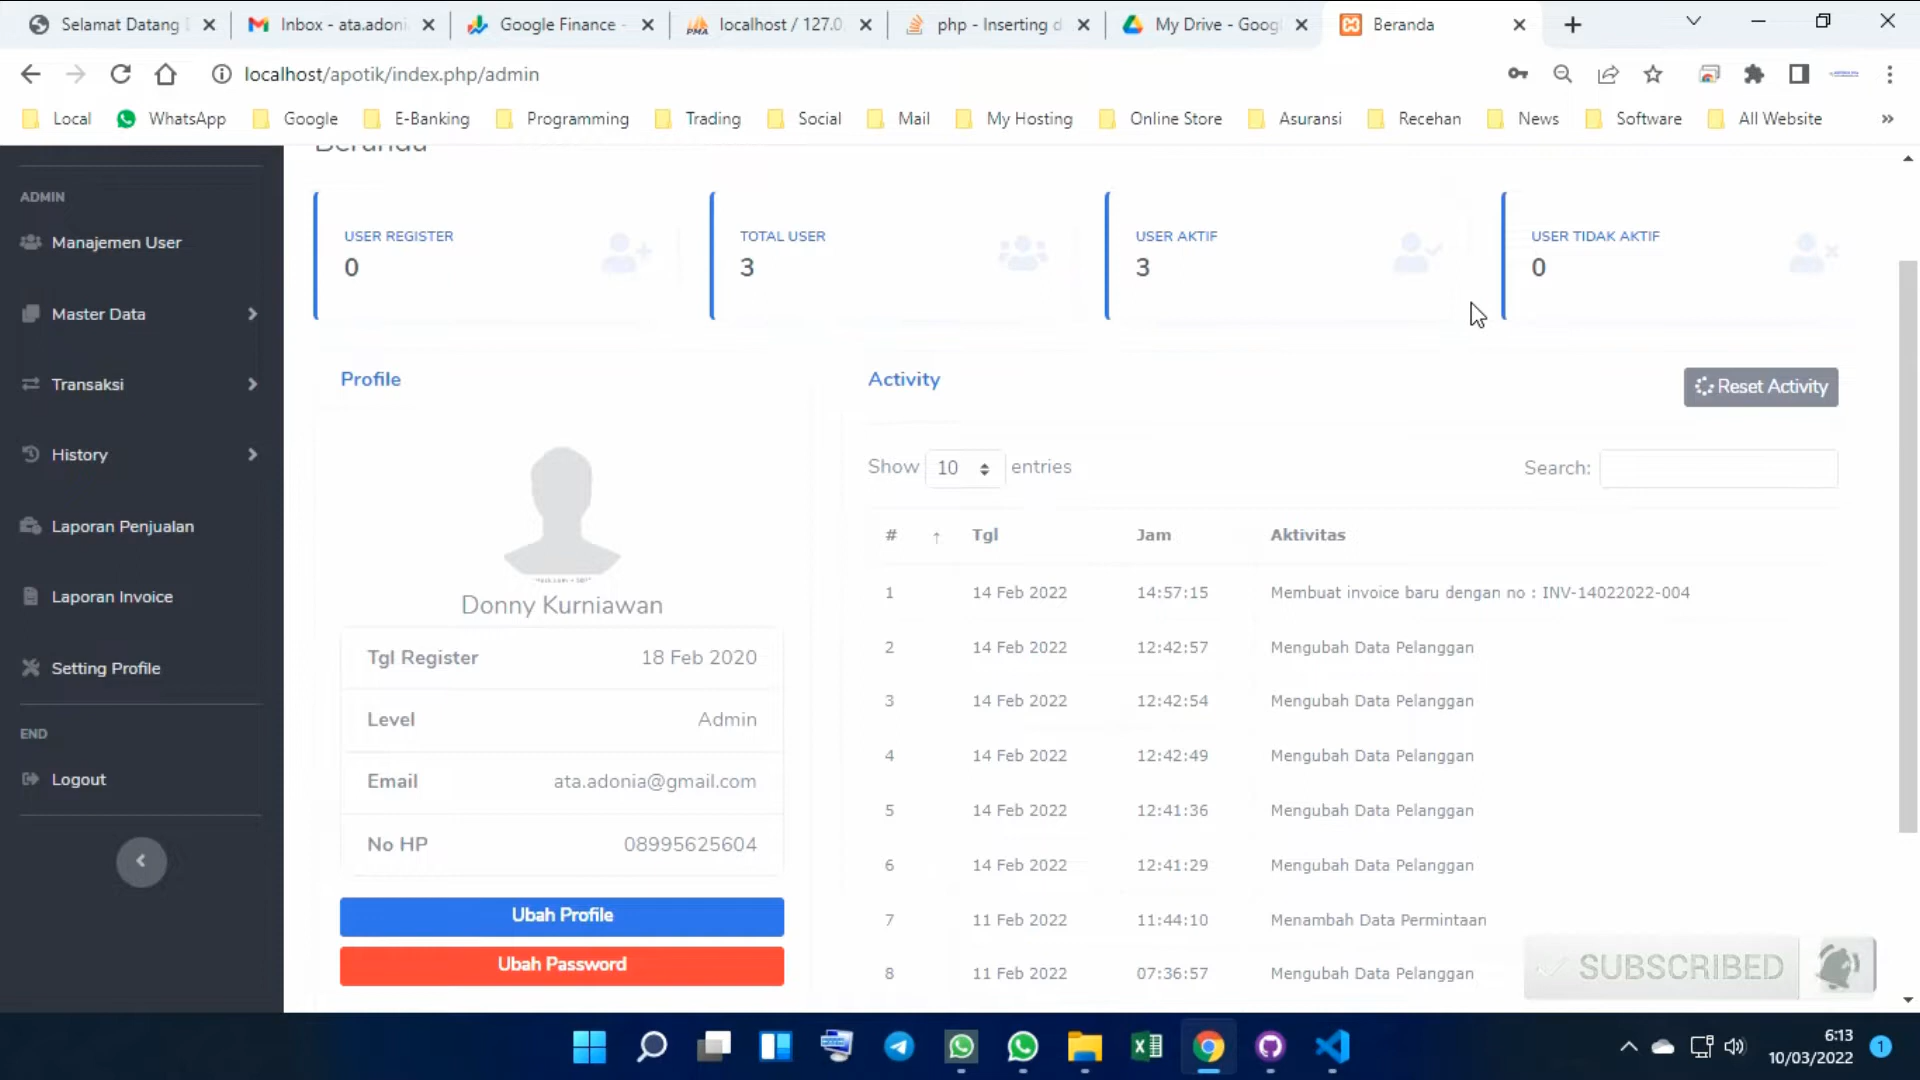 Selamat Datang
Inbox - ata.adoni
Google Finance -
localhost / 127.0
php - Inserting d
My Drive - Googl
Beranda
localhost/apotik/index.php/admin
Local
WhatsApp
Google
E-Banking
Programming
Trading
Social
Mail
My Hosting
Online Store
Asuransi
Recehan
News
Software
All Website
»
Beranda
ADMIN
Manajemen User
Master Data
Transaksi
History
Laporan Penjualan
Laporan Invoice
Setting Profile
END
Logout
USER REGISTER
0
TOTAL USER
3
USER AKTIF
3
USER TIDAK AKTIF
0
Profile
Donny Kurniawan
Tgl Register 18 Feb 2020
Level Admin
Email ata.adonia@gmail.com
No HP 08995625604
Ubah Profile
Ubah Password
Activity
Reset Activity
Show 10 entries
Search:
# ↑ Tgl Jam Aktivitas
1 14 Feb 2022 14:57:15 Membuat invoice baru dengan no : INV-14022022-004
2 14 Feb 2022 12:42:57 Mengubah Data Pelanggan
3 14 Feb 2022 12:42:54 Mengubah Data Pelanggan
4 14 Feb 2022 12:42:49 Mengubah Data Pelanggan
5 14 Feb 2022 12:41:36 Mengubah Data Pelanggan
6 14 Feb 2022 12:41:29 Mengubah Data Pelanggan
7 11 Feb 2022 11:44:10 Menambah Data Permintaan
8 11 Feb 2022 07:36:57 Mengubah Data Pelanggan
SUBSCRIBED
6:13
10/03/2022
1